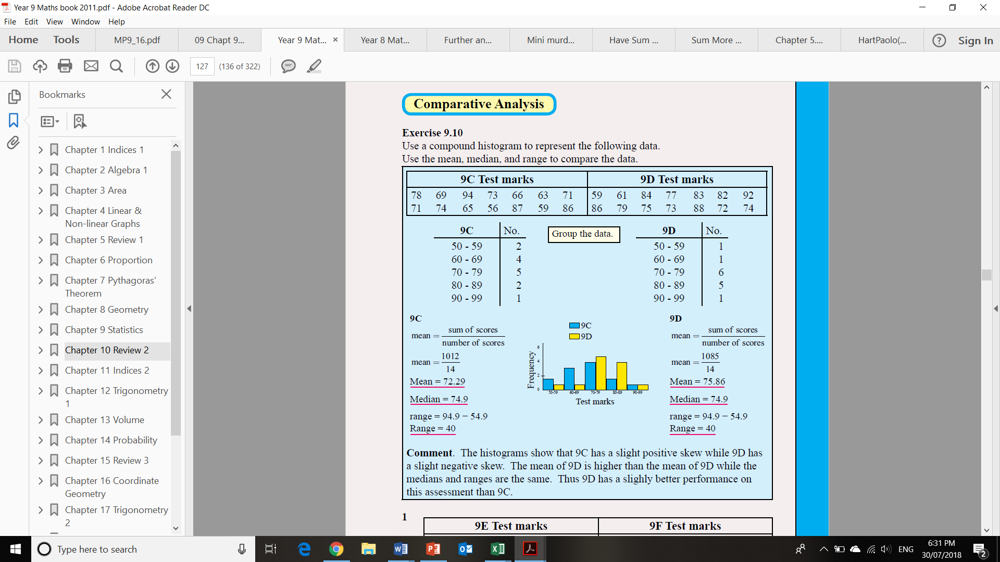 Year 9 Maths book 2011.pdf - Adobe Acrobat Reader DC
File Edit View Window Help
Home Tools MP9_16.pdf 09 Chapt 9... Year 9 Mat... × Year 8 Mat... Further an... Mini murd... Have Sum ... Sum More ... Chapter 5.... HartPaolo(... ? Sign In
127 (136 of 322)
Bookmarks
Chapter 1 Indices 1
Chapter 2 Algebra 1
Chapter 3 Area
Chapter 4 Linear &
Non-linear Graphs
Chapter 5 Review 1
Chapter 6 Proportion
Chapter 7 Pythagoras'
Theorem
Chapter 8 Geometry
Chapter 9 Statistics
Chapter 10 Review 2
Chapter 11 Indices 2
Chapter 12 Trigonometry
1
Chapter 13 Volume
Chapter 14 Probability
Chapter 15 Review 3
Chapter 16 Coordinate
Geometry
Chapter 17 Trigonometry
2
Comparative Analysis
Exercise 9.10
Use a compound histogram to represent the following data.
Use the mean, median, and range to compare the data.
9C Test marks 9D Test marks
78 69 94 73 66 63 71 59 61 84 77 83 82 92
71 74 65 56 87 59 86 86 79 75 73 88 72 74
9C No. Group the data. 9D No.
50 - 59 2 50 - 59 1
60 - 69 4 60 - 69 1
70 - 79 5 70 - 79 6
80 - 89 2 80 - 89 5
90 - 99 1 90 - 99 1
9C
mean = sum of scores
number of scores
mean = 1012
14
Mean = 72.29
Median = 74.9
range = 94.9 − 54.9
Range = 40
9C
9D
Frequency
6
4
2
0
50-59 60-69 70-79 80-89 90-99
Test marks
9D
mean = sum of scores
number of scores
mean = 1085
14
Mean = 75.86
Median = 74.9
range = 94.9 − 54.9
Range = 40
Comment. The histograms show that 9C has a slight positive skew while 9D has
a slight negative skew. The mean of 9D is higher than the mean of 9D while the
medians and ranges are the same. Thus 9D has a slighly better performance on
this assessment than 9C.
1
9E Test marks 9F Test marks
Type here to search
ENG
6:31 PM
30/07/2018
2